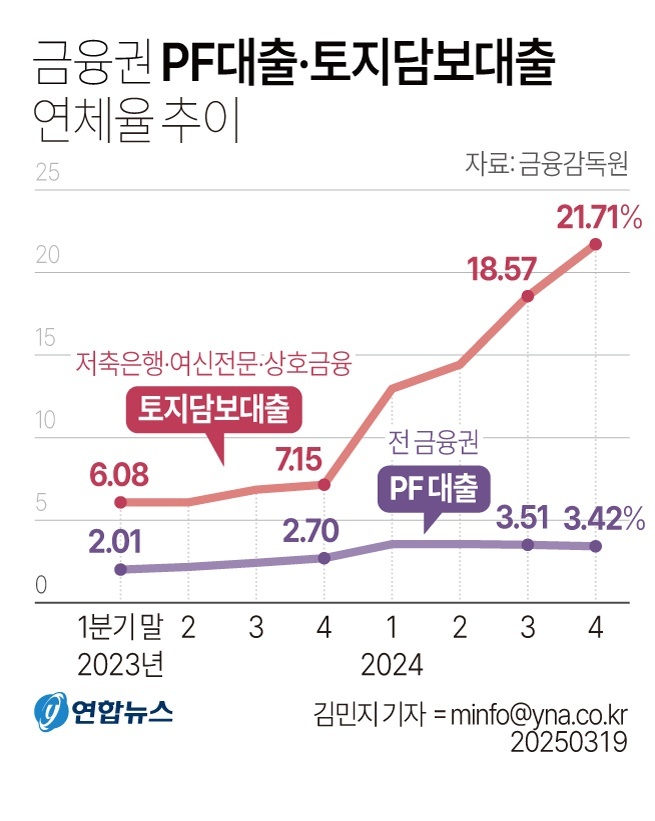 금융권 PF대출·토지담보대출
연체율 추이
자료: 금융감독원
25
21.71%
20
18.57
15
저축은행·여신전문·상호금융
토지담보대출
10
전 금융권
7.15
6.08
PF 대출
5
3.51 3.42%
2.70
2.01
0
1분기 말 2 3 4 1 2 3 4
2023년 2024
연합뉴스
김민지 기자 = minfo@yna.co.kr
20250319